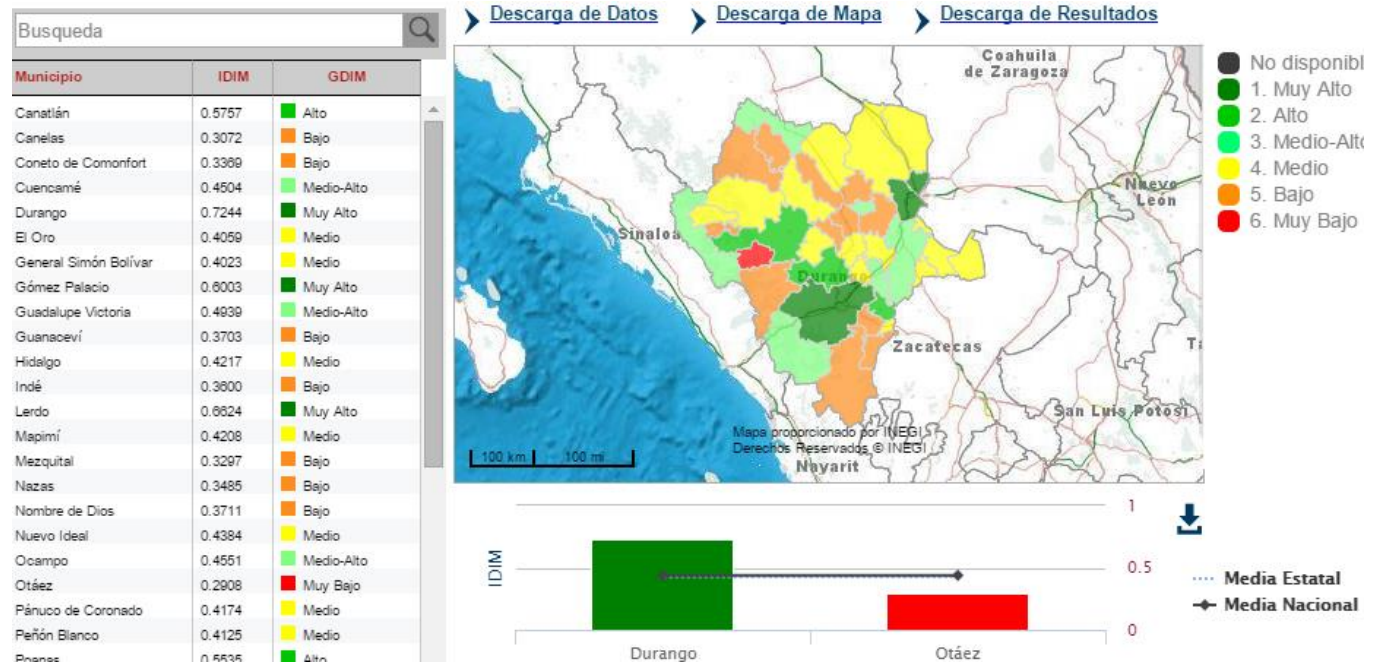 Busqueda
Descarga de Datos
Descarga de Mapa
Descarga de Resultados
Municipio IDIM GDIM
Canatlán 0.5757 Alto
Canelas 0.3072 Bajo
Coneto de Comonfort 0.3369 Bajo
Cuencamé 0.4504 Medio-Alto
Durango 0.7244 Muy Alto
El Oro 0.4059 Medio
General Simón Bolívar 0.4023 Medio
Gómez Palacio 0.6003 Muy Alto
Guadalupe Victoria 0.4939 Medio-Alto
Guanaceví 0.3703 Bajo
Hidalgo 0.4217 Medio
Indé 0.3600 Bajo
Lerdo 0.6624 Muy Alto
Mapimí 0.4208 Medio
Mezquital 0.3297 Bajo
Nazas 0.3485 Bajo
Nombre de Dios 0.3711 Bajo
Nuevo Ideal 0.4384 Medio
Ocampo 0.4551 Medio-Alto
Otáez 0.2908 Muy Bajo
Pánuco de Coronado 0.4174 Medio
Peñón Blanco 0.4125 Medio
Poanas 0.5535 Alto
Coahuila
de Zaragoza
Nuevo
León
Sinaloa
Durango
Zacatecas
San Luis Potosí
Nayarit
Mapa proporcionado por INEGI
Derechos Reservados © INEGI
100 km 100 mi
No disponibl
1. Muy Alto
2. Alto
3. Medio-Alto
4. Medio
5. Bajo
6. Muy Bajo
1
0.5
0
IDIM
Durango
Otáez
Media Estatal
Media Nacional